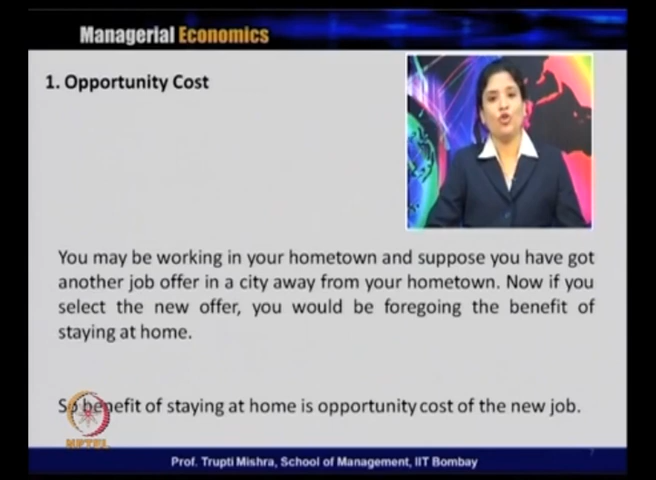 Managerial Economics
1. Opportunity Cost
You may be working in your hometown and suppose you have got
another job offer in a city away from your hometown. Now if you
select the new offer, you would be foregoing the benefit of
staying at home.
So benefit of staying at home is opportunity cost of the new job.
NPTEL
Prof. Trupti Mishra, School of Management, IIT Bombay
7